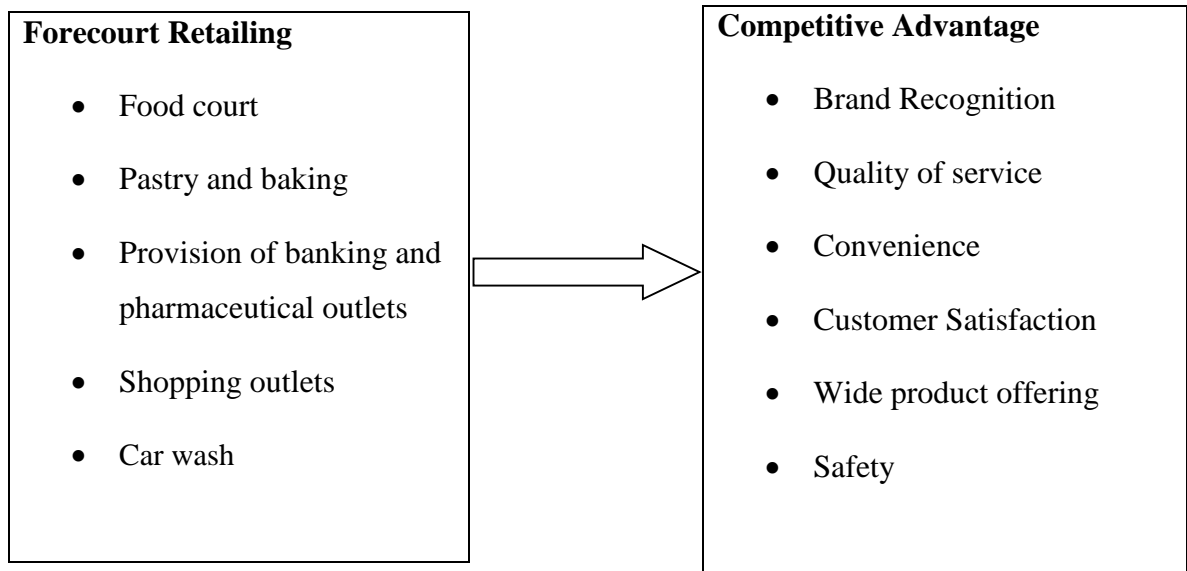 Forecourt Retailing
• Food court
• Pastry and baking
• Provision of banking and
pharmaceutical outlets
• Shopping outlets
• Car wash
Competitive Advantage
• Brand Recognition
• Quality of service
• Convenience
• Customer Satisfaction
• Wide product offering
• Safety